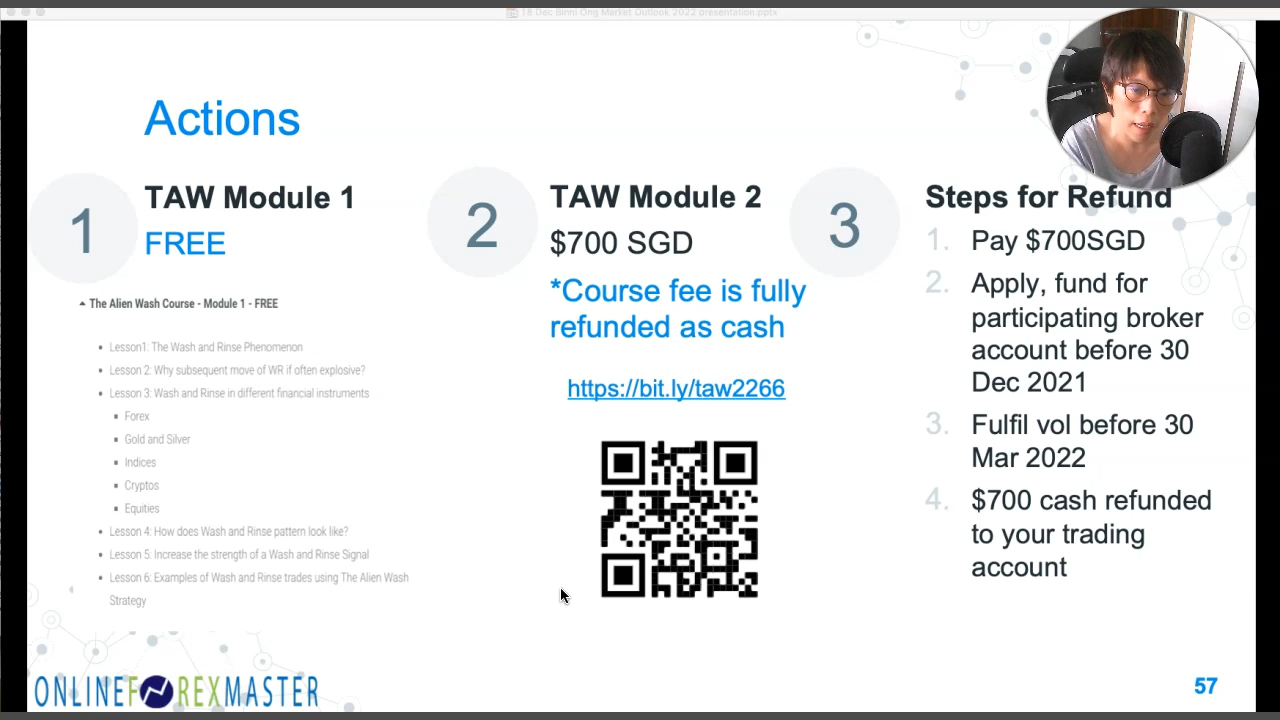 18 Dec Binni Ong Market Outlook 2022 presentation.pptx
Actions
1
TAW Module 1
FREE
The Alien Wash Course - Module 1 - FREE
Lesson1: The Wash and Rinse Phenomenon
Lesson 2: Why subsequent move of WR if often explosive?
Lesson 3: Wash and Rinse in different financial instruments
Forex
Gold and Silver
Indices
Cryptos
Equities
Lesson 4: How does Wash and Rinse pattern look like?
Lesson 5: Increase the strength of a Wash and Rinse Signal
Lesson 6: Examples of Wash and Rinse trades using The Alien Wash
Strategy
2
TAW Module 2
$700 SGD
*Course fee is fully
refunded as cash
https://bit.ly/taw2266
3
Steps for Refund
1. Pay $700SGD
2. Apply, fund for
participating broker
account before 30
Dec 2021
3. Fulfil vol before 30
Mar 2022
4. $700 cash refunded
to your trading
account
ONLINEFOREXMASTER
57